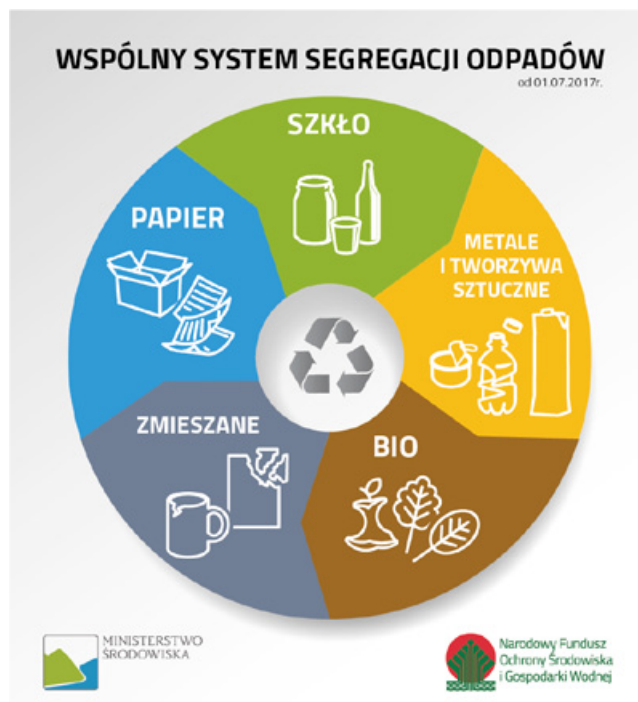 WSPÓLNY SYSTEM SEGREGACJI ODPADÓW
od 01.07.2017r.
SZKŁO
PAPIER
METALE
I TWORZYWA
SZTUCZNE
ZMIESZANE
BIO
MINISTERSTWO
ŚRODOWISKA
Narodowy Fundusz
Ochrony Środowiska
i Gospodarki Wodnej